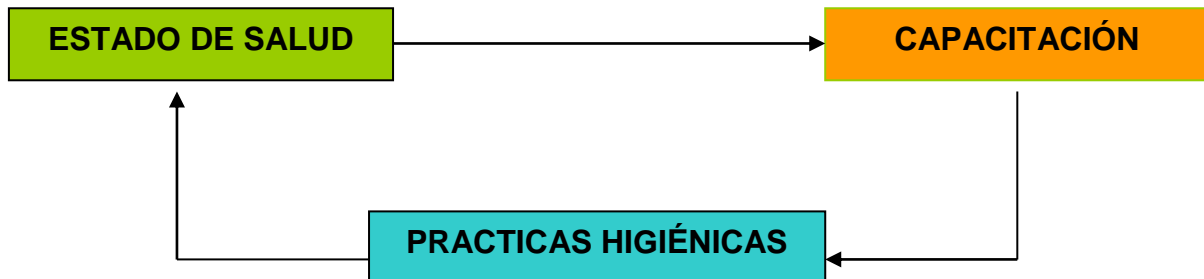 ESTADO DE SALUD
CAPACITACIÓN
PRACTICAS HIGIÉNICAS